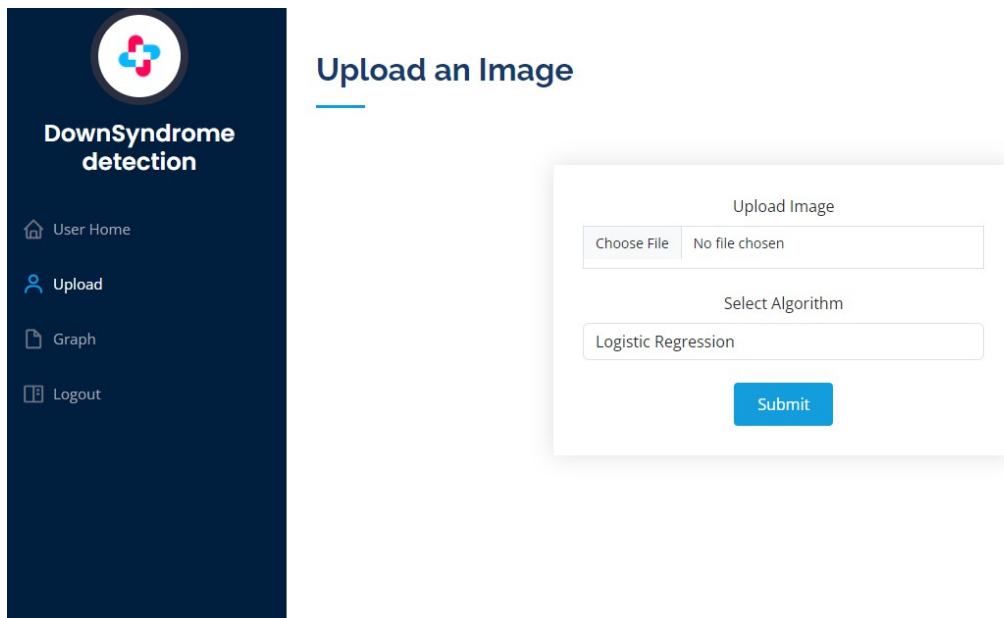 DownSyndrome
detection
User Home
Upload
Graph
Logout
Upload an Image
Upload Image
Choose File No file chosen
Select Algorithm
Logistic Regression
Submit